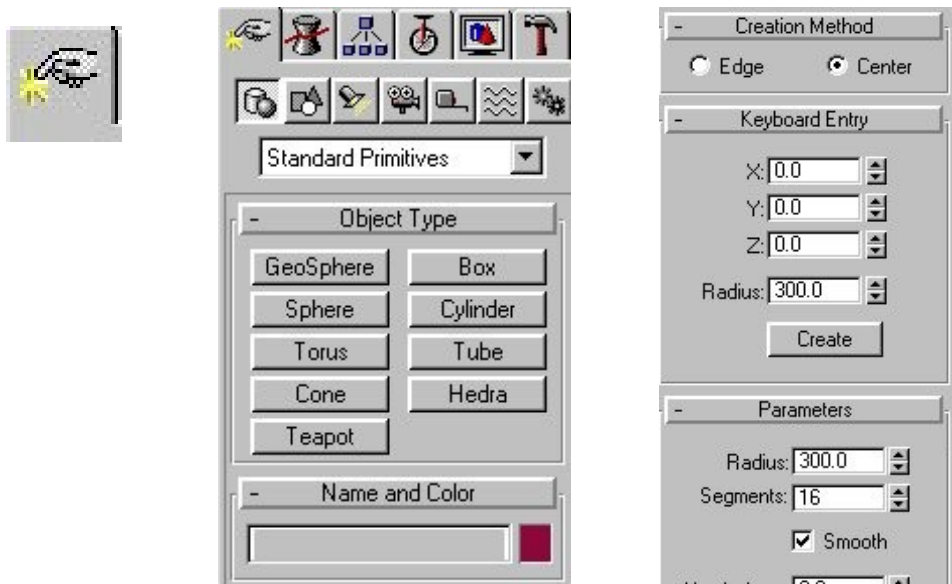 Standard Primitives
- Object Type
GeoSphere Box
Sphere Cylinder
Torus Tube
Cone Hedra
Teapot
- Name and Color
- Creation Method
Edge Center
- Keyboard Entry
X: 0.0
Y: 0.0
Z: 0.0
Radius: 300.0
Create
- Parameters
Radius: 300.0
Segments: 16
Smooth